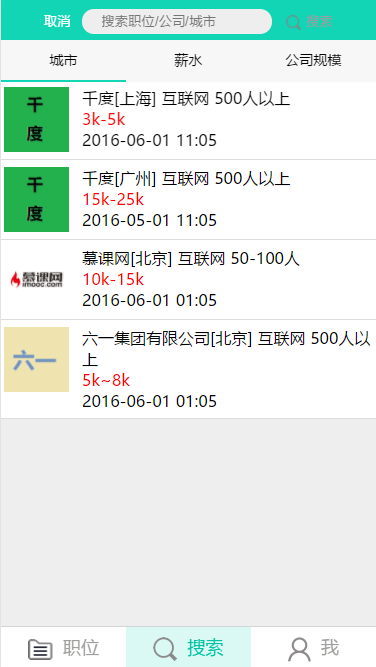 取消 搜索职位/公司/城市 搜索
城市 薪水 公司规模
千
度
千度[上海] 互联网 500人以上
3k-5k
2016-06-01 11:05
千
度
千度[广州] 互联网 500人以上
15k-25k
2016-05-01 11:05
慕课网
imooc.com
慕课网[北京] 互联网 50-100人
10k-15k
2016-06-01 01:05
六一
六一集团有限公司[北京] 互联网 500人以
上
5k~8k
2016-06-01 01:05
职位 搜索 我